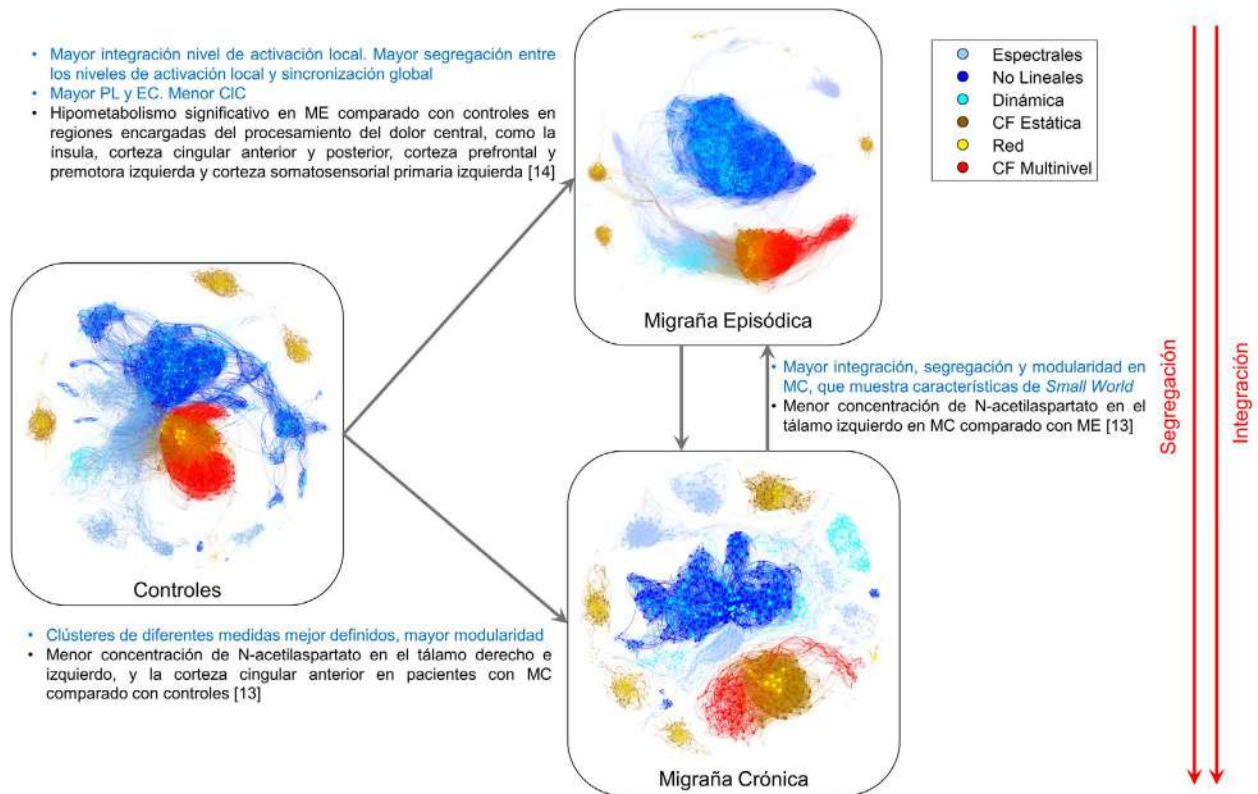 • Mayor integración nivel de activación local. Mayor segregación entre
los niveles de activación local y sincronización global
• Mayor PL y EC. Menor ClC
• Hipometabolismo significativo en ME comparado con controles en
regiones encargadas del procesamiento del dolor central, como la
ínsula, corteza cingular anterior y posterior, corteza prefrontal y
premotora izquierda y corteza somatosensorial primaria izquierda [14]
Migraña Episódica
Espectrales
No Lineales
Dinámica
CF Estática
Red
CF Multinivel
Controles
• Mayor integración, segregación y modularidad en
MC, que muestra características de Small World
• Menor concentración de N-acetilaspartato en el
tálamo izquierdo en MC comparado con ME [13]
Segregación
Integración
• Clústeres de diferentes medidas mejor definidos, mayor modularidad
• Menor concentración de N-acetilaspartato en el tálamo derecho e
izquierdo, y la corteza cingular anterior en pacientes con MC
comparado con controles [13]
Migraña Crónica